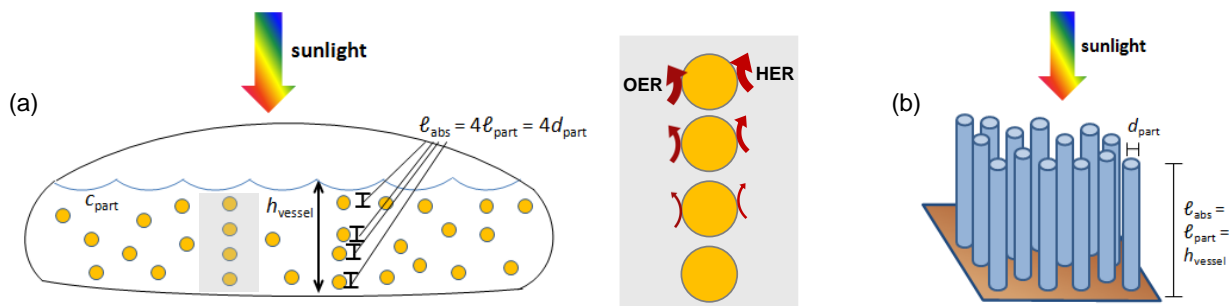 (a)
sunlight
ℓabs = 4ℓpart = 4dpart
cpart
hvessel
OER
HER
(b)
sunlight
dpart
ℓabs =
ℓpart =
hvessel